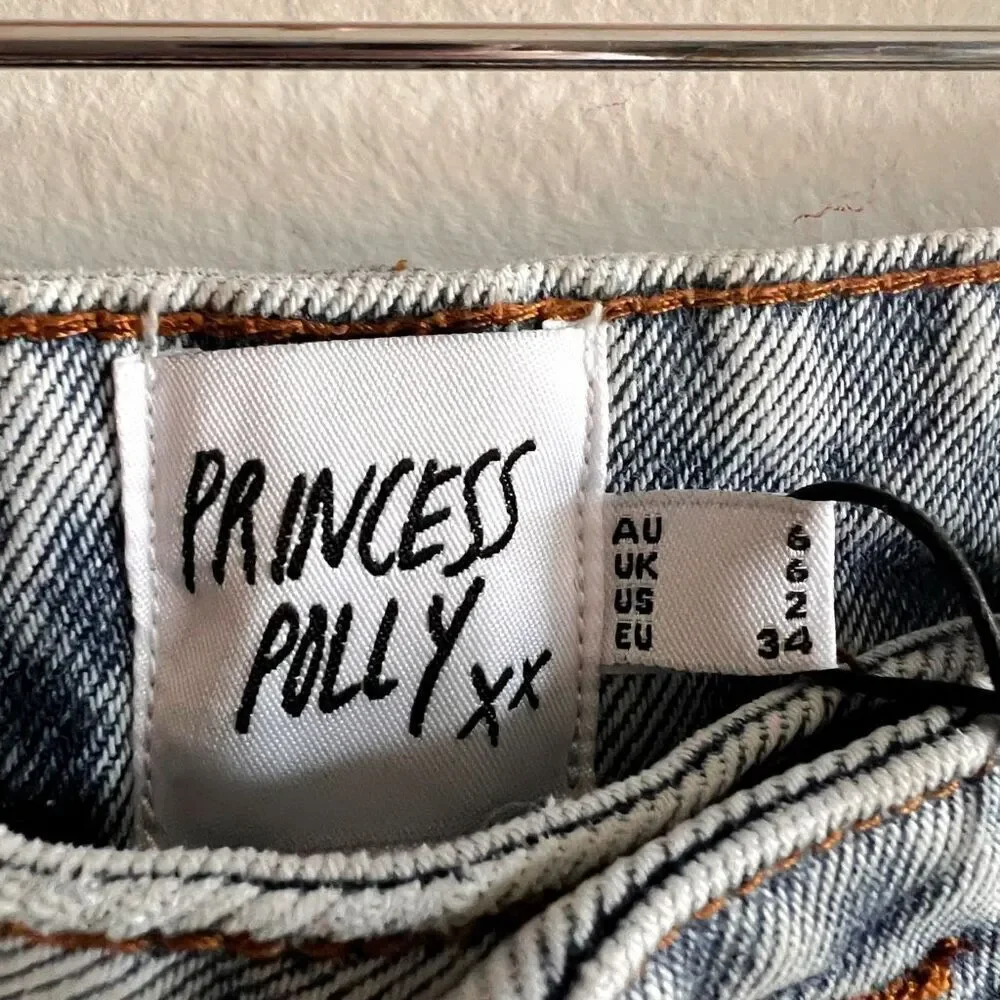 PRINCESS
POLLY xx
AU 6
UK 6
US 2
EU 34